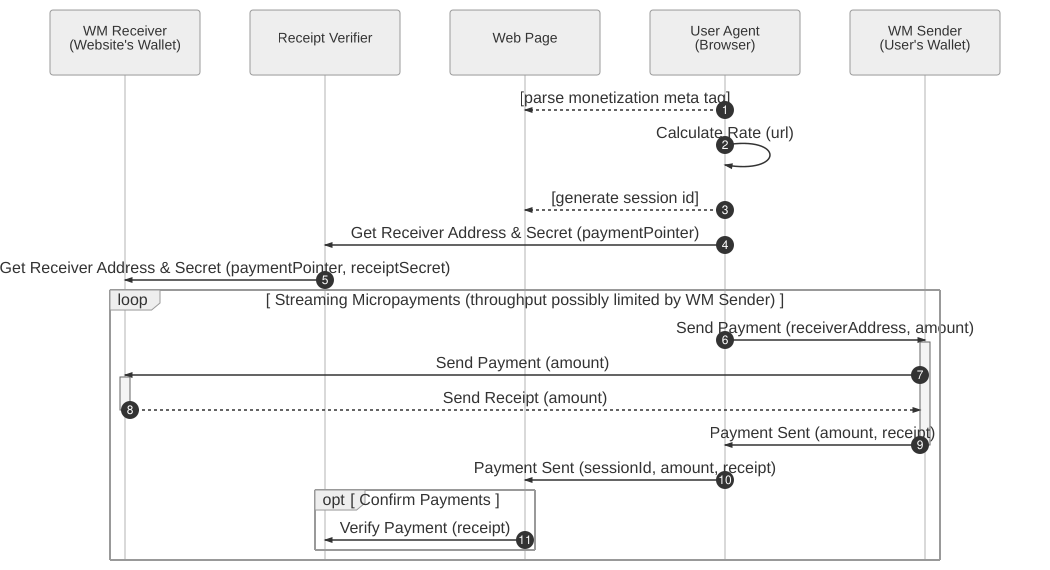 WM Receiver
(Website's Wallet)
Receipt Verifier
Web Page
User Agent
(Browser)
WM Sender
(User's Wallet)
[parse monetization meta tag]
1
Calculate Rate (url)
2
[generate session id]
3
Get Receiver Address & Secret (paymentPointer)
4
Get Receiver Address & Secret (paymentPointer, receiptSecret)
5
loop
[ Streaming Micropayments (throughput possibly limited by WM Sender) ]
Send Payment (receiverAddress, amount)
6
Send Payment (amount)
7
Send Receipt (amount)
8
Payment Sent (amount, receipt)
9
Payment Sent (sessionId, amount, receipt)
10
opt [ Confirm Payments ]
Verify Payment (receipt)
11